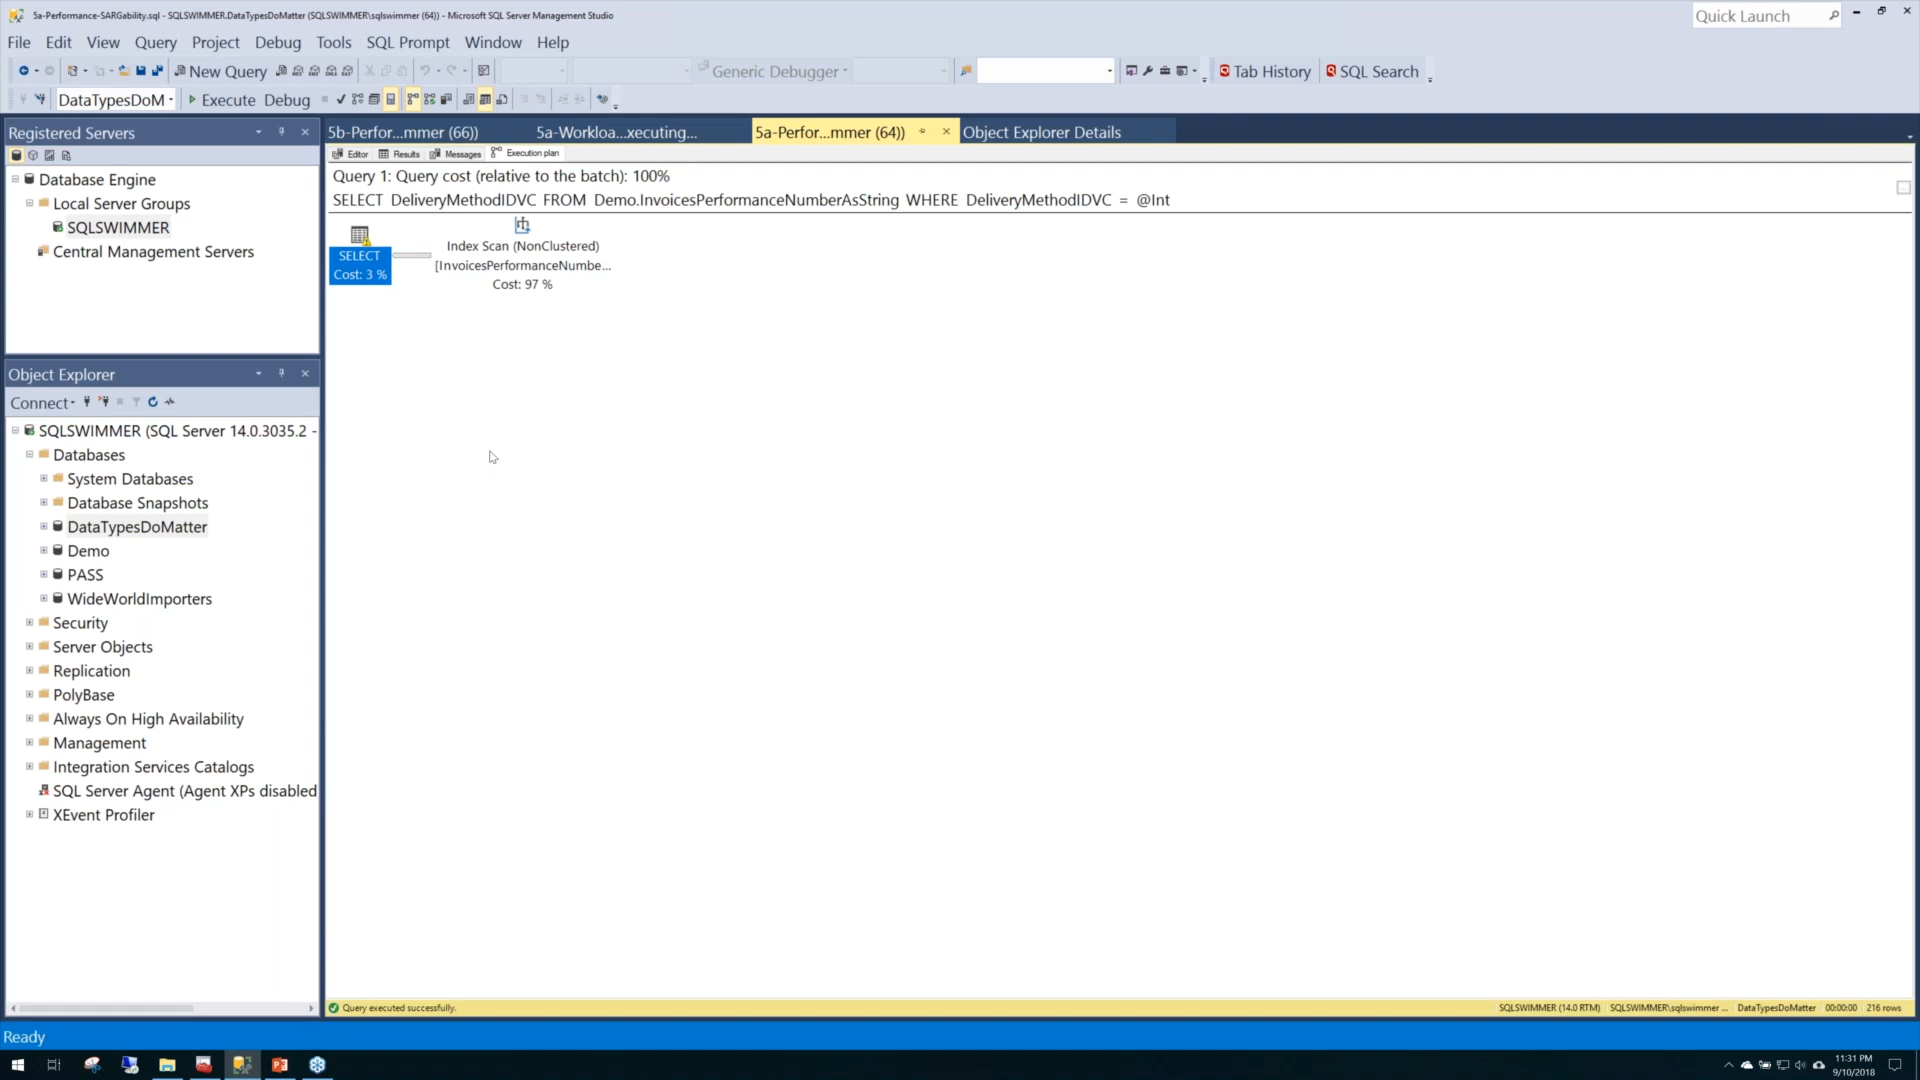 5a-Performance-SARGability.sql - SQLSWIMMER.DataTypesDoMatter (SQLSWIMMER\sqlswimmer (64)) - Microsoft SQL Server Management Studio
Quick Launch
File Edit View Query Project Debug Tools SQL Prompt Window Help
New Query Generic Debugger Tab History SQL Search
DataTypesDoM Execute Debug
Registered Servers
Database Engine
Local Server Groups
SQLSWIMMER
Central Management Servers
Object Explorer
Connect
SQLSWIMMER (SQL Server 14.0.3035.2 -
Databases
System Databases
Database Snapshots
DataTypesDoMatter
Demo
PASS
WideWorldImporters
Security
Server Objects
Replication
PolyBase
Always On High Availability
Management
Integration Services Catalogs
SQL Server Agent (Agent XPs disabled
XEvent Profiler
5b-Perfor...mmer (66)) 5a-Workloa...xecuting... 5a-Perfor...mmer (64)) Object Explorer Details
Editor Results Messages Execution plan
Query 1: Query cost (relative to the batch): 100%
SELECT DeliveryMethodIDVC FROM Demo.InvoicesPerformanceNumberAsString WHERE DeliveryMethodIDVC = @Int
SELECT
Cost: 3 %
Index Scan (NonClustered)
[InvoicesPerformanceNumbe...
Cost: 97 %
Query executed successfully. SQLSWIMMER (14.0 RTM) SQLSWIMMER\sqlswimmer ... DataTypesDoMatter 00:00:00 216 rows
Ready
11:31 PM
9/10/2018